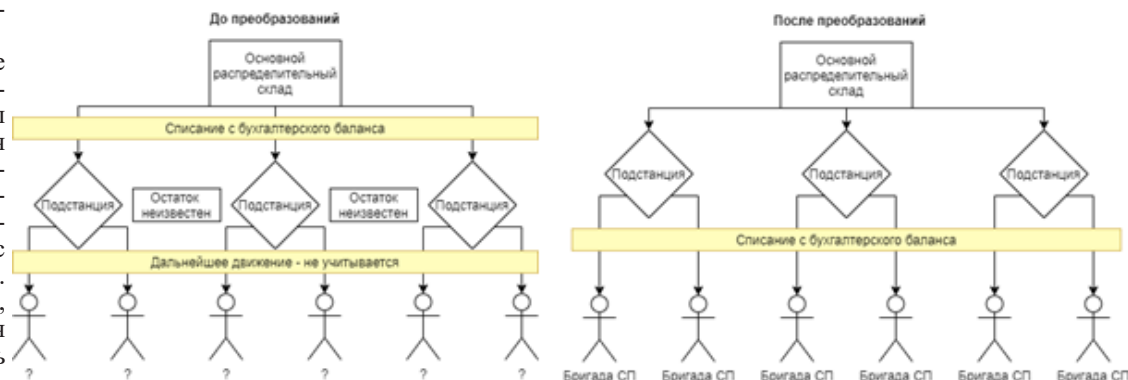 До преобразований
Основной
распределительный
склад
Списание с бухгалтерского баланса
Подстанция
Остаток
неизвестен
Подстанция
Остаток
неизвестен
Подстанция
Дальнейшее движение - не учитывается
? ? ? ? ? ?
После преобразований
Основной
распределительный
склад
Подстанция Подстанция Подстанция
Списание с бухгалтерского баланса
Бригада СП Бригада СП Бригада СП Бригада СП Бригада СП Бригада СП